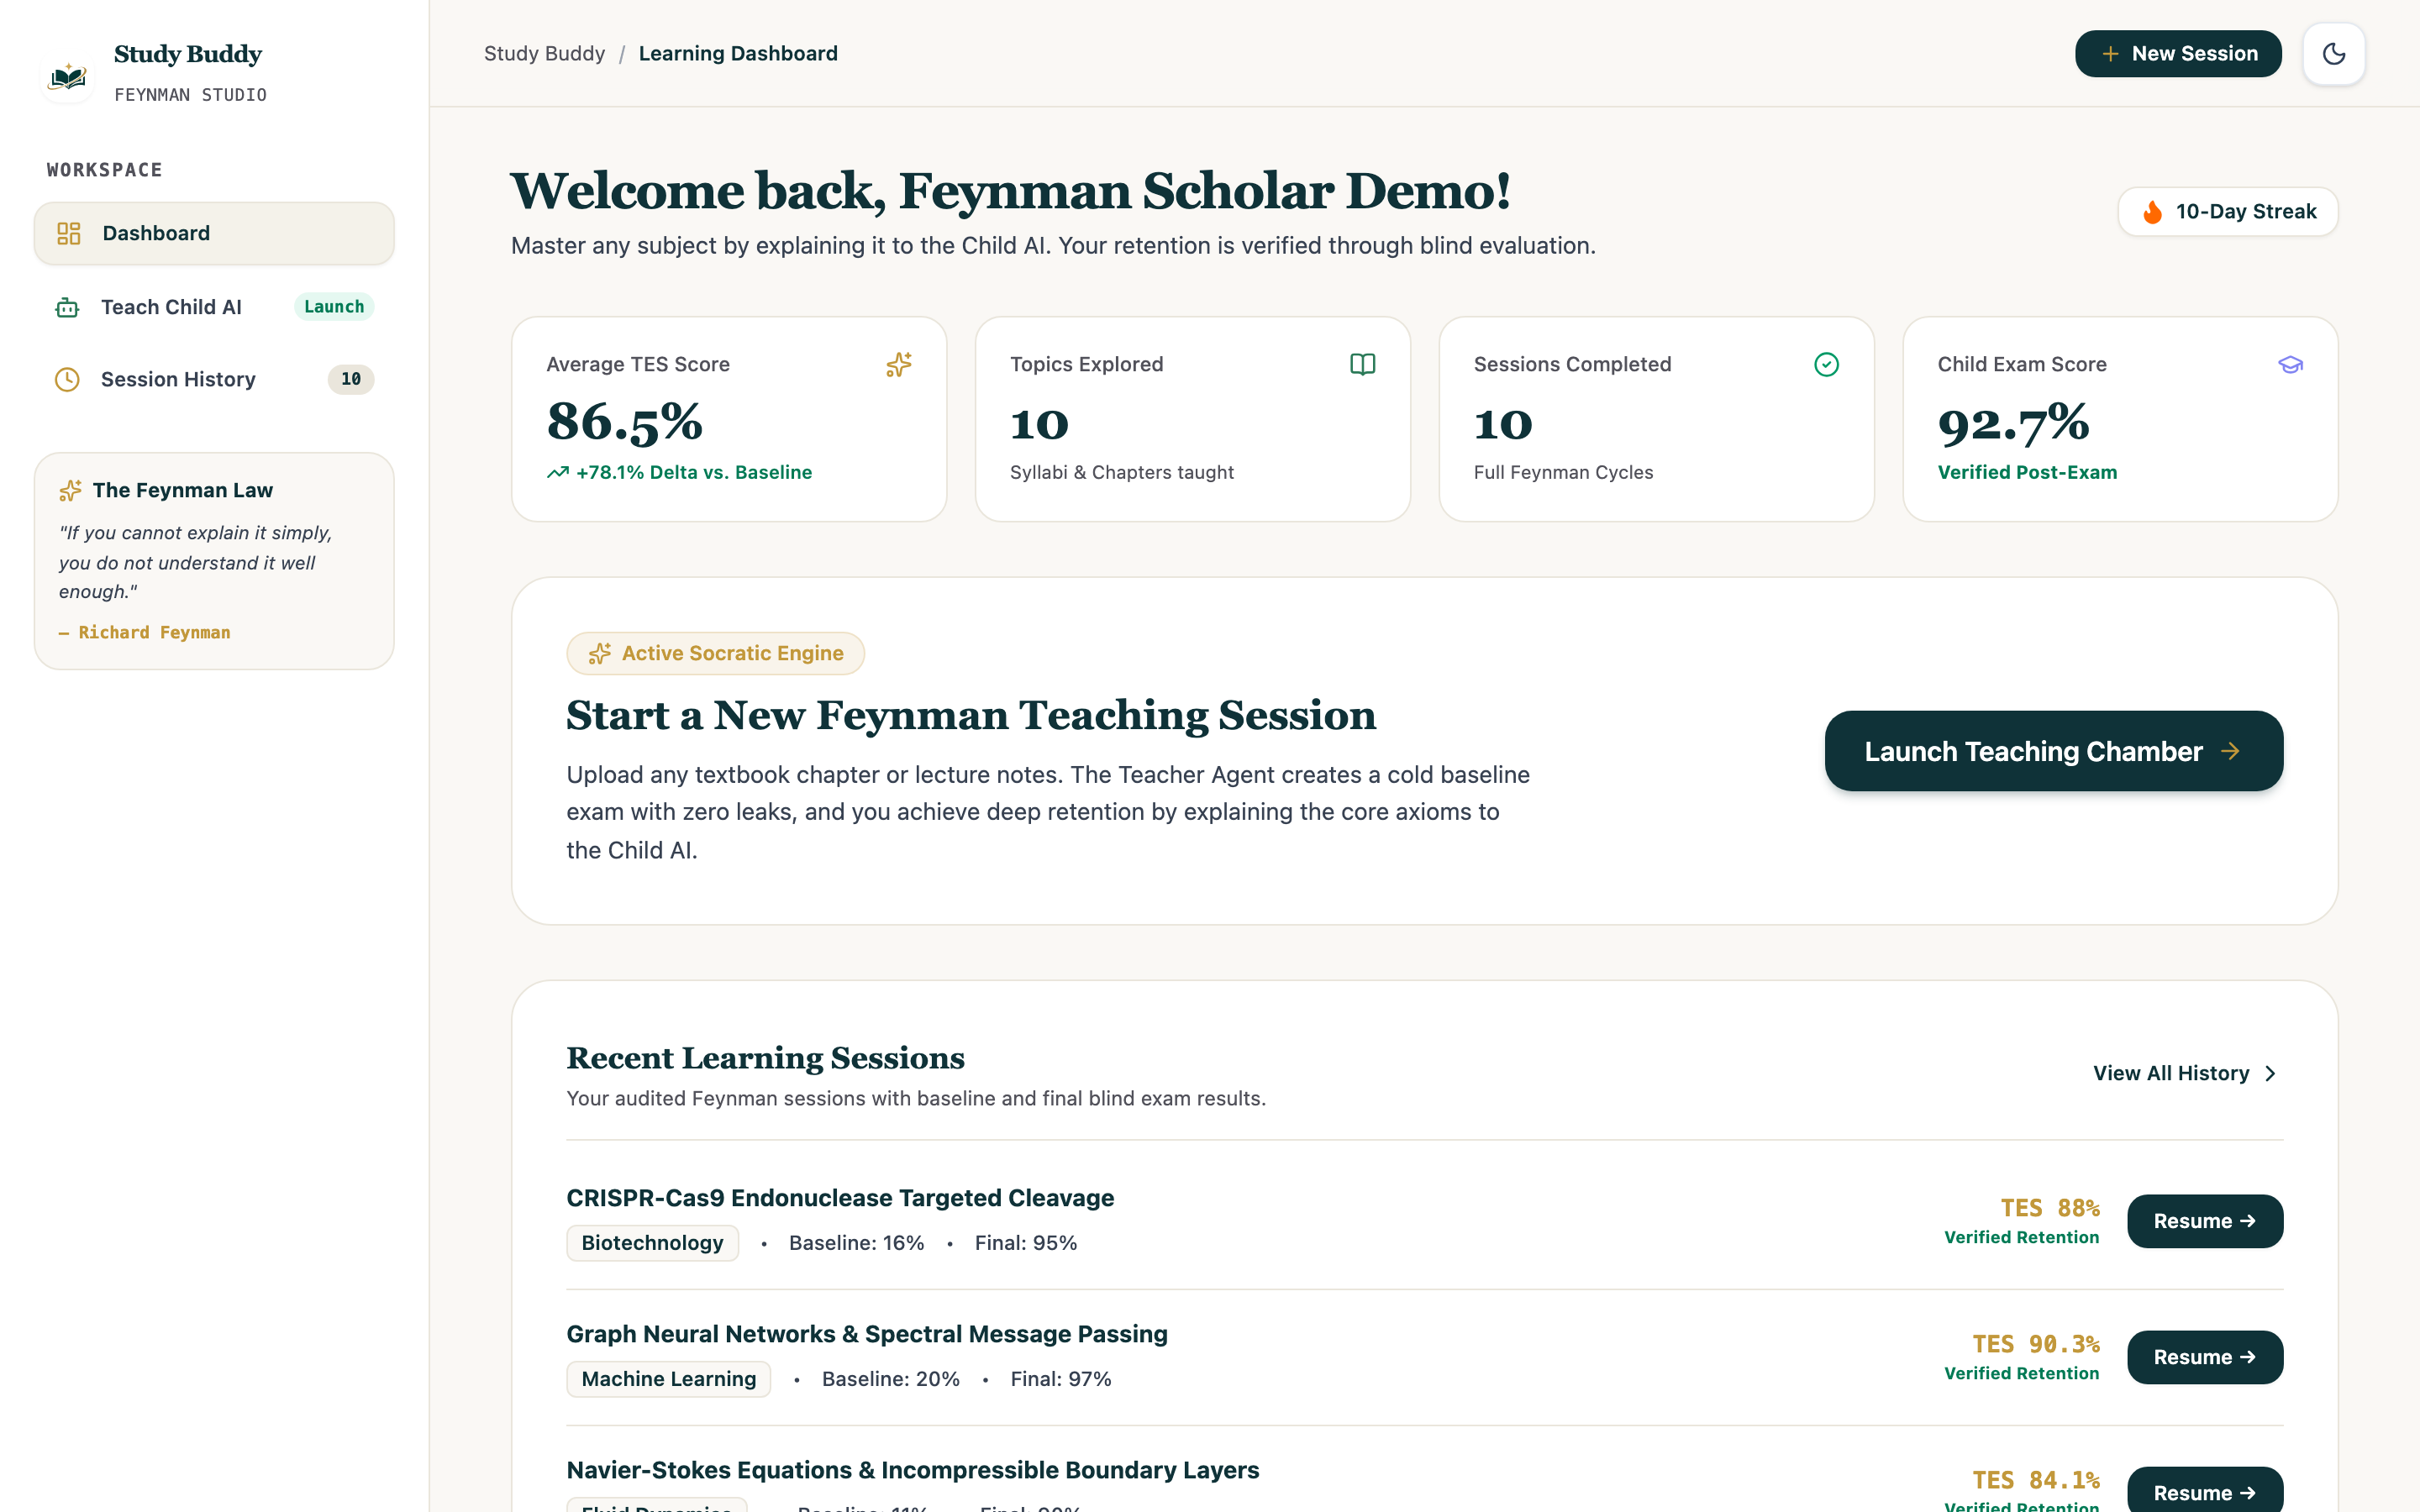 Study Buddy
FEYNMAN STUDIO
WORKSPACE
Dashboard
Teach Child AI Launch
Session History 10
The Feynman Law
"If you cannot explain it simply,
you do not understand it well
enough."
— Richard Feynman
Study Buddy / Learning Dashboard
+ New Session
Welcome back, Feynman Scholar Demo!
Master any subject by explaining it to the Child AI. Your retention is verified through blind evaluation.
10-Day Streak
Average TES Score
86.5%
+78.1% Delta vs. Baseline
Topics Explored
10
Syllabi & Chapters taught
Sessions Completed
10
Full Feynman Cycles
Child Exam Score
92.7%
Verified Post-Exam
Active Socratic Engine
Start a New Feynman Teaching Session
Upload any textbook chapter or lecture notes. The Teacher Agent creates a cold baseline
exam with zero leaks, and you achieve deep retention by explaining the core axioms to
the Child AI.
Launch Teaching Chamber →
Recent Learning Sessions
Your audited Feynman sessions with baseline and final blind exam results.
View All History >
CRISPR-Cas9 Endonuclease Targeted Cleavage
Biotechnology • Baseline: 16% • Final: 95%
TES 88%
Verified Retention
Resume →
Graph Neural Networks & Spectral Message Passing
Machine Learning • Baseline: 20% • Final: 97%
TES 90.3%
Verified Retention
Resume →
Navier-Stokes Equations & Incompressible Boundary Layers
Fluid Dynamics Baseline: 11% Final: 90%
TES 84.1%
Verified Retention
Resume →